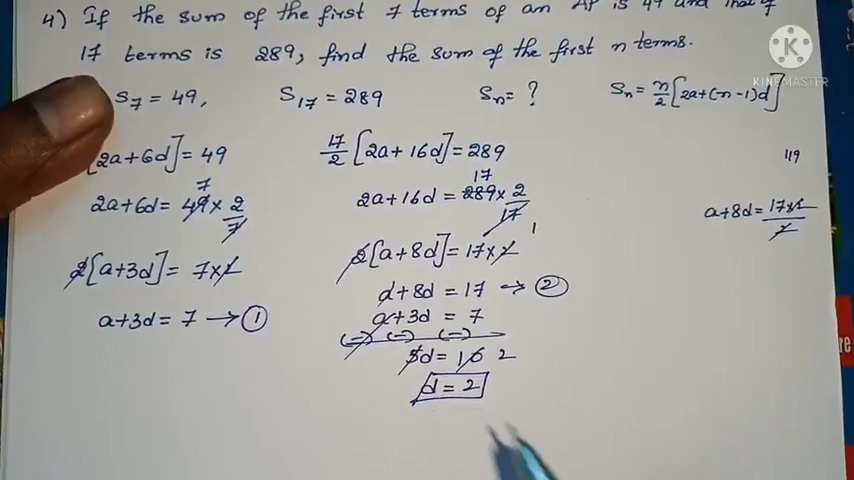 4) If the sum of the first 7 terms of an AP is 49 and that of
17 terms is 289, find the sum of the first n terms.
S7 = 49, S17 = 289 Sn = ? Sn = n/2 [2a+(n-1)d]
[2a+6d] = 49
2a+6d = 49 × 2/7
7
2[a+3d] = 7×2
a+3d = 7 → ①
17/2 [2a+16d] = 289
2a+16d = 289 × 2/17
17
1
2[a+8d] = 17×2
a+8d = 17 → ②
a+3d = 7
(-) (-) (-)
5d = 10 2
d = 2
119
a+8d = 17×2/2
K
KINEMASTER
re